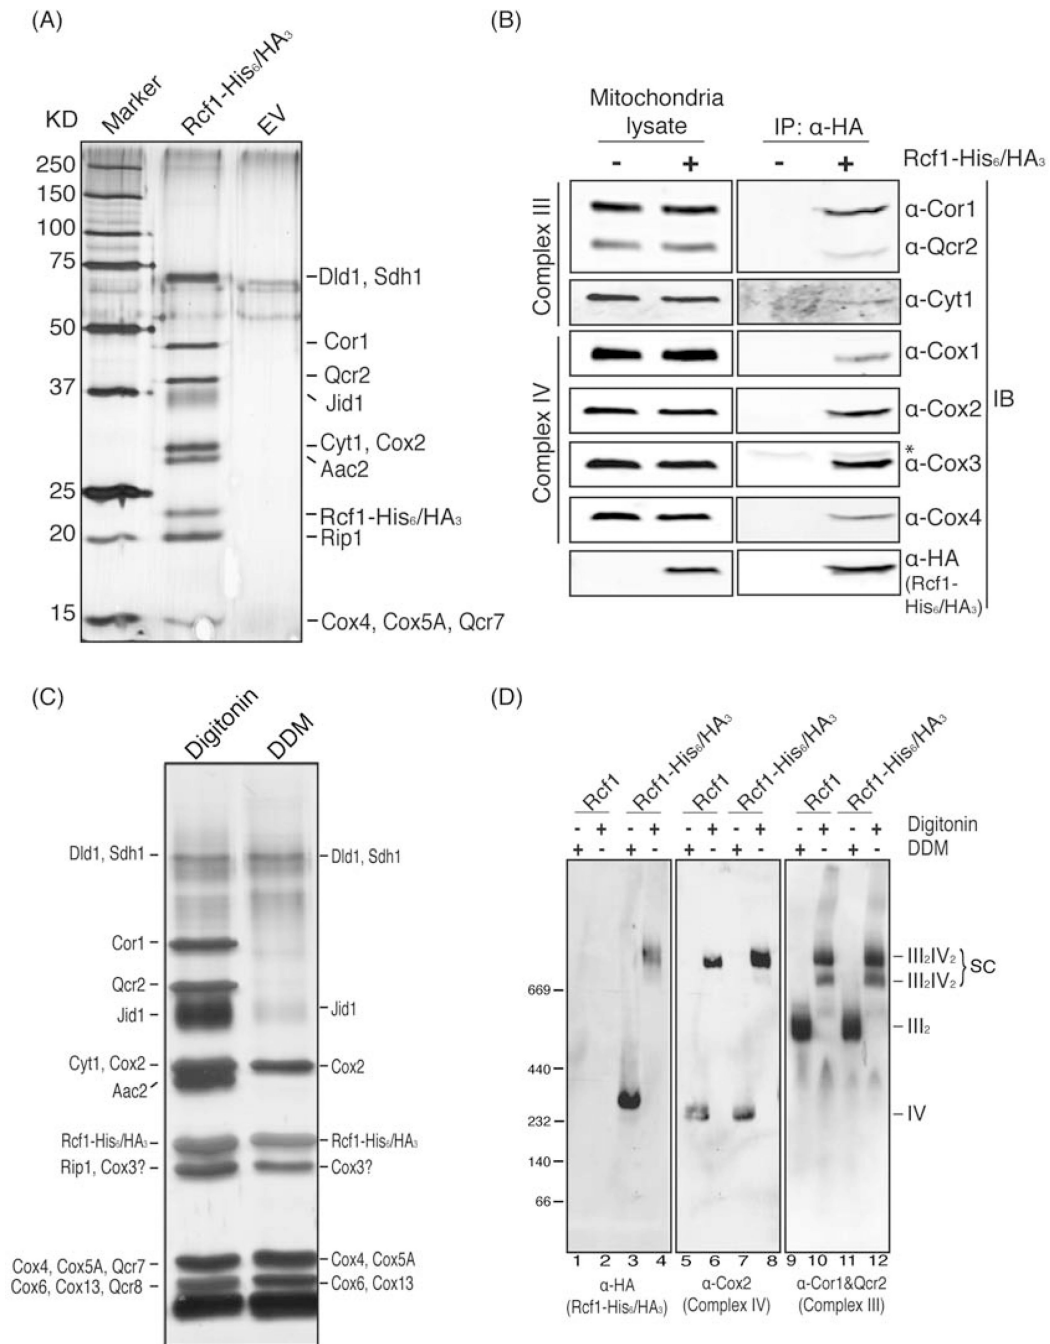 (A)
KD
Marker
Rcf1-His₆/HA₃
EV
250
150
100
75
50
37
25
20
15
Dld1, Sdh1
Cor1
Qcr2
Jid1
Cyt1, Cox2
Aac2
Rcf1-His₆/HA₃
Rip1
Cox4, Cox5A, Qcr7
(B)
Mitochondria
lysate
IP: α-HA
- + - + Rcf1-His₆/HA₃
Complex III
α-Cor1
α-Qcr2
α-Cyt1
Complex IV
α-Cox1
α-Cox2
*
α-Cox3
α-Cox4
α-HA
(Rcf1-
His₆/HA₃)
IB
(C)
Digitonin
DDM
Dld1, Sdh1
Cor1
Qcr2
Jid1
Cyt1, Cox2
Aac2
Rcf1-His₆/HA₃
Rip1, Cox3?
Cox4, Cox5A, Qcr7
Cox6, Cox13, Qcr8
Dld1, Sdh1
Jid1
Cox2
Rcf1-His₆/HA₃
Cox3?
Cox4, Cox5A
Cox6, Cox13
(D)
Rcf1
Rcf1-His₆/HA₃
Rcf1
Rcf1-His₆/HA₃
Rcf1
Rcf1-His₆/HA₃
- + - + - + - + - + - + Digitonin
+ - + - + - + - + - + - DDM
669
440
232
140
66
III₂IV₂
III₂IV₂
SC
III₂
IV
1 2 3 4 5 6 7 8 9 10 11 12
α-HA
(Rcf1-His₆/HA₃)
α-Cox2
(Complex IV)
α-Cor1&Qcr2
(Complex III)